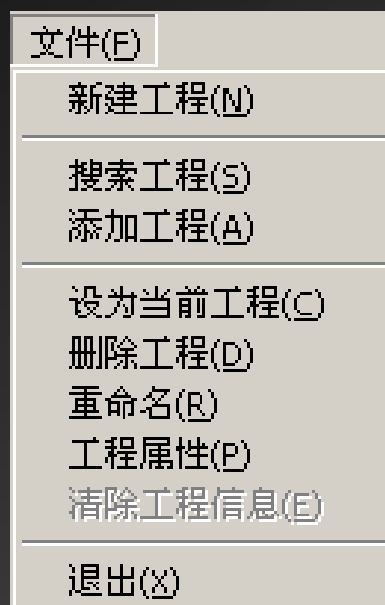 文件(F)
新建工程(N)
搜索工程(S)
添加工程(A)
设为当前工程(C)
删除工程(D)
重命名(R)
工程属性(P)
清除工程信息(E)
退出(X)